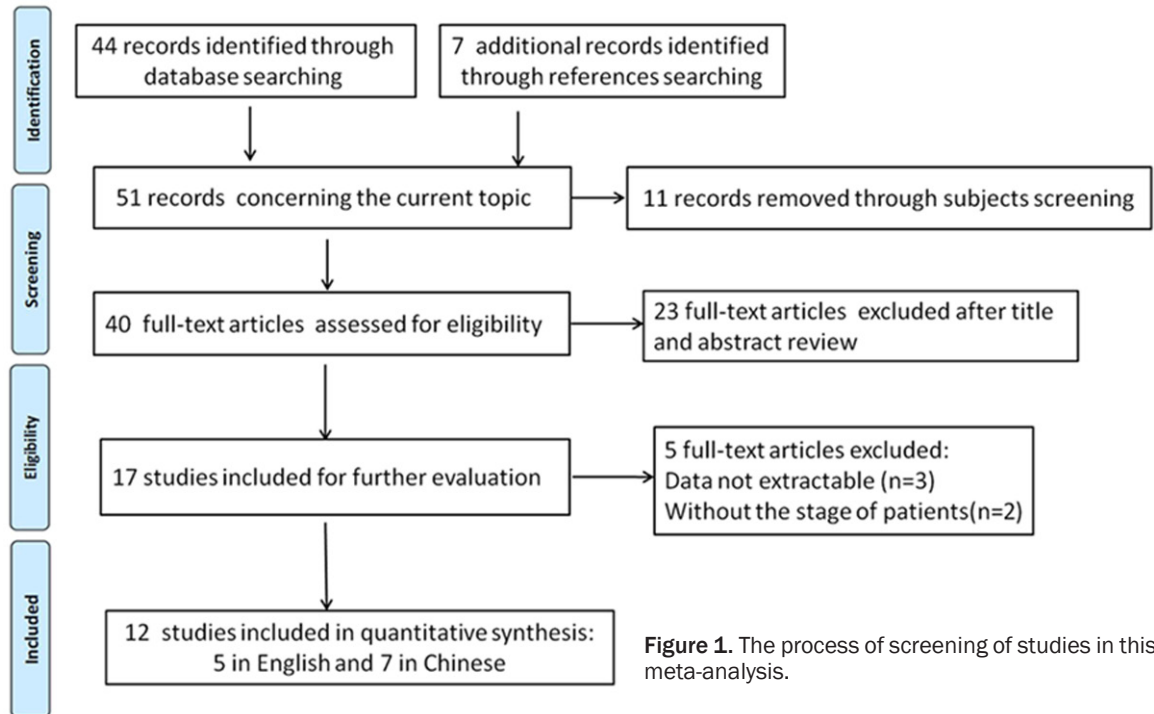 Identification
44 records identified through
database searching
7 additional records identified
through references searching
Screening
51 records concerning the current topic
11 records removed through subjects screening
40 full-text articles assessed for eligibility
23 full-text articles excluded after title
and abstract review
Eligibility
17 studies included for further evaluation
5 full-text articles excluded:
Data not extractable (n=3)
Without the stage of patients(n=2)
Included
12 studies included in quantitative synthesis:
5 in English and 7 in Chinese
Figure 1. The process of screening of studies in this
meta-analysis.